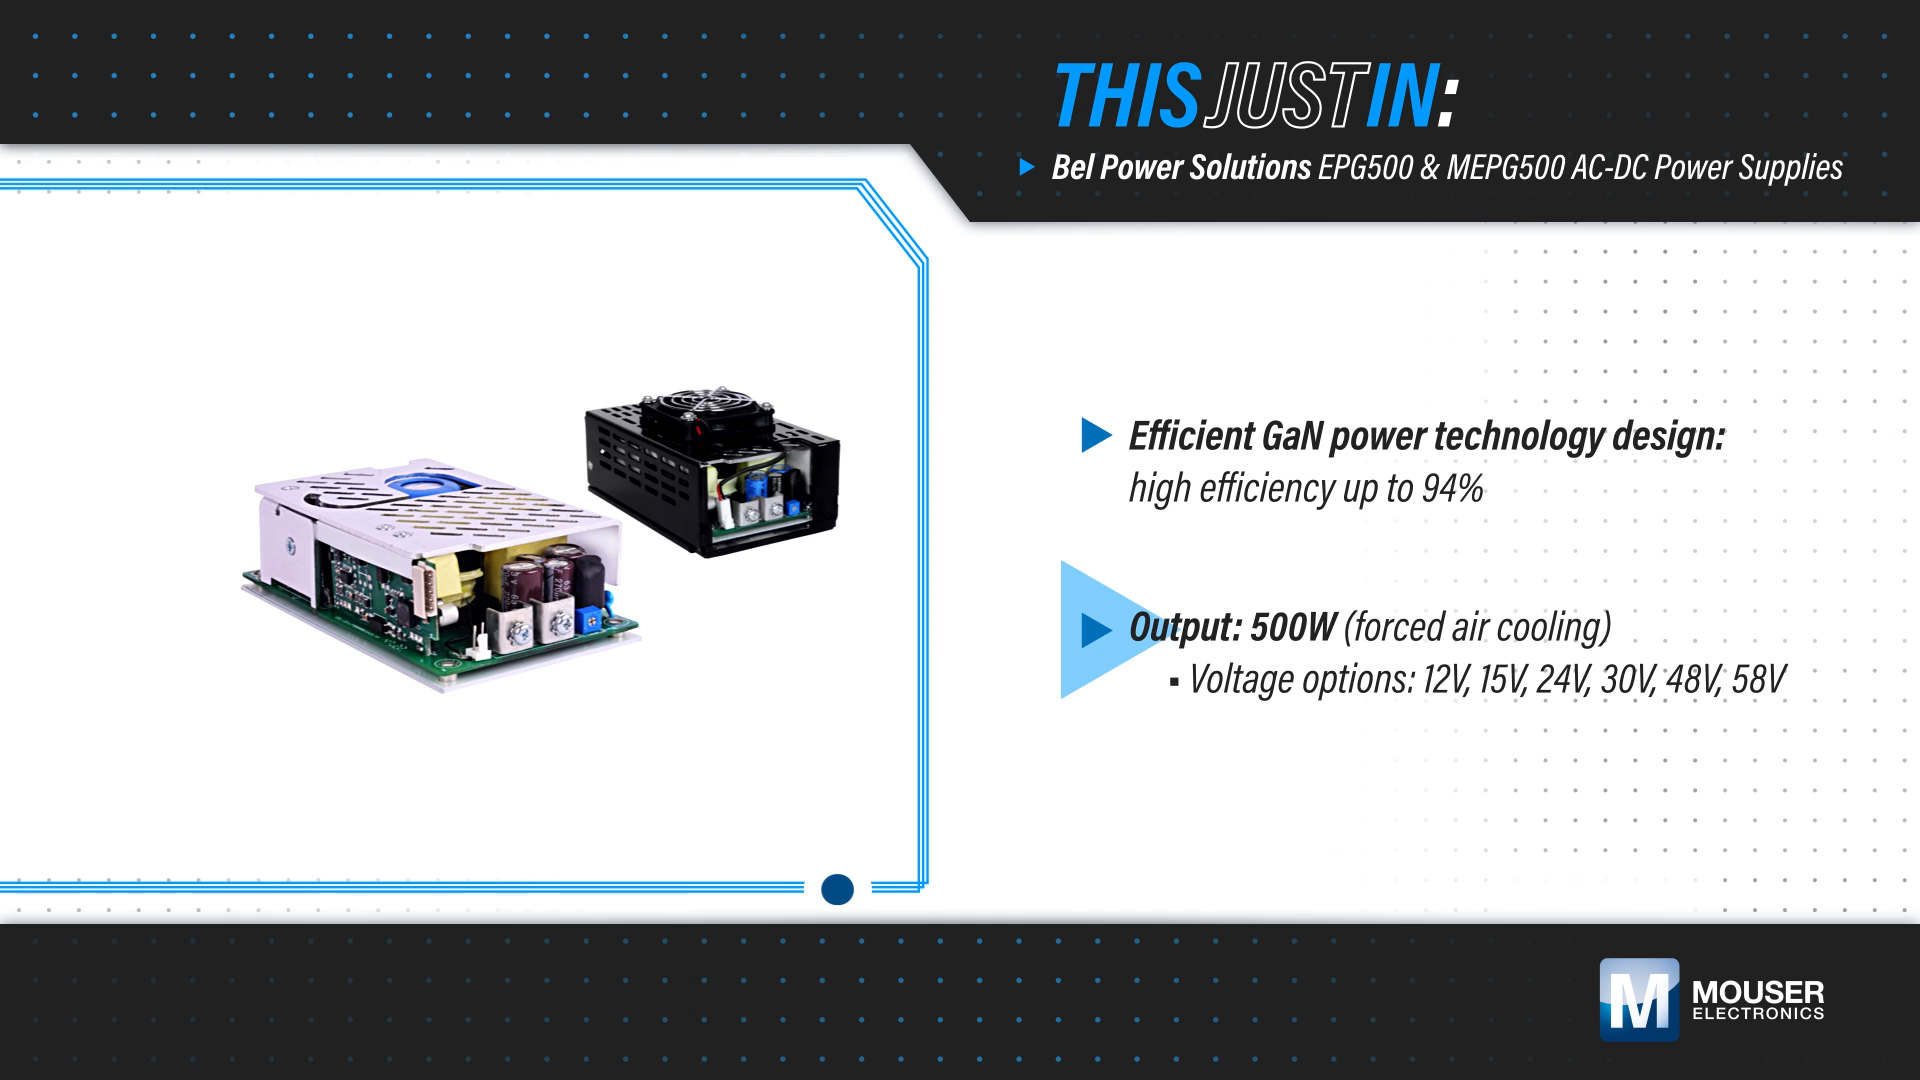 THIS JUST IN:
Bel Power Solutions EPG500 & MEPG500 AC-DC Power Supplies
Efficient GaN power technology design:
high efficiency up to 94%
Output: 500W (forced air cooling)
▪ Voltage options: 12V, 15V, 24V, 30V, 48V, 58V
M MOUSER
ELECTRONICS